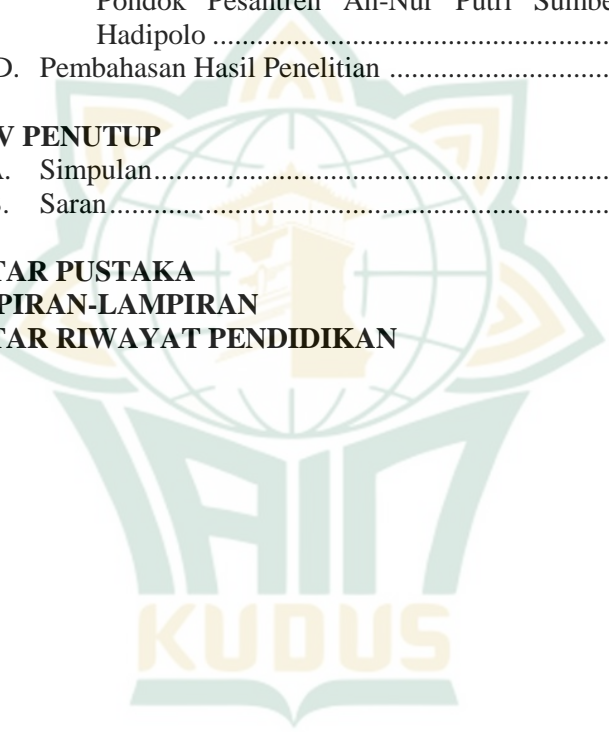 Pondok Pesantren An-Nur Putri Sumber
Hadipolo ......................................................
D. Pembahasan Hasil Penelitian ..............................
V PENUTUP
A. Simpulan..............................................................
Saran....................................................................
TAR PUSTAKA
PIRAN-LAMPIRAN
TAR RIWAYAT PENDIDIKAN
IAIN
KUDUS